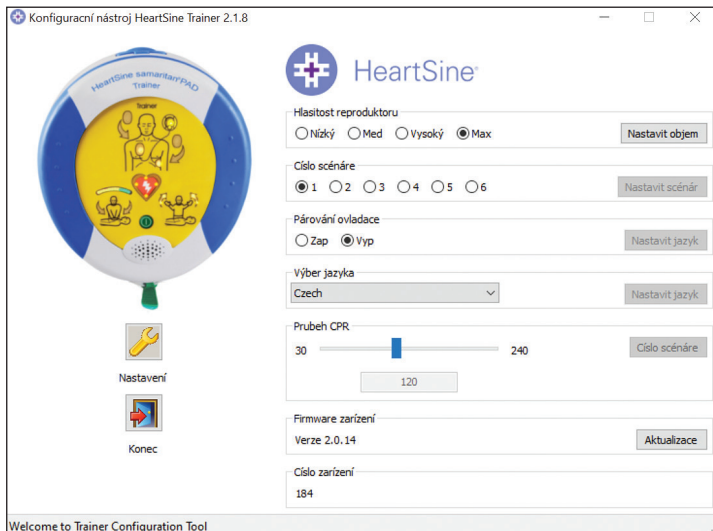 Konfiguracní nástroj HeartSine Trainer 2.1.8
HeartSine samaritan PAD
Trainer
Trainer
HeartSine
Hlasitost reproduktoru
Nízký Med Vysoký Max Nastavit objem
Císlo scénáre
1 2 3 4 5 6 Nastavit scénár
Párování ovladace
Zap Vyp Nastavit jazyk
Výber jazyka
Czech Nastavit jazyk
Prubeh CPR
30 240 Císlo scénáre
120
Nastavení
Firmware zarízení
Verze 2.0.14 Aktualizace
Konec
Císlo zarízení
184
Welcome to Trainer Configuration Tool